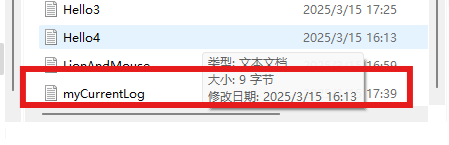 Hello3 2025/3/15 17:25
Hello4 2025/3/15 16:13
LionAndMouse 16:59
类型: 文本文档
大小: 9 字节
修改日期: 2025/3/15 16:13
myCurrentLog 17:39